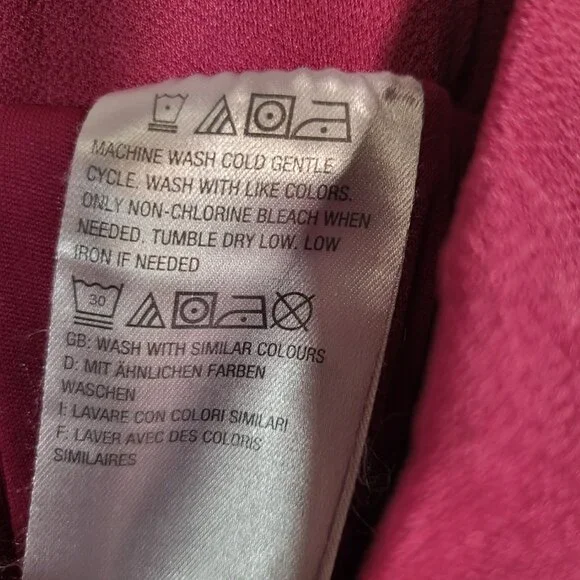 MACHINE WASH COLD GENTLE
CYCLE. WASH WITH LIKE COLORS.
ONLY NON-CHLORINE BLEACH WHEN
NEEDED. TUMBLE DRY LOW. LOW
IRON IF NEEDED
30
GB: WASH WITH SIMILAR COLOURS
D: MIT ÄHNLICHEN FARBEN
WASCHEN
I: LAVARE CON COLORI SIMILARI
F: LAVER AVEC DES COLORIS
SIMILAIRES